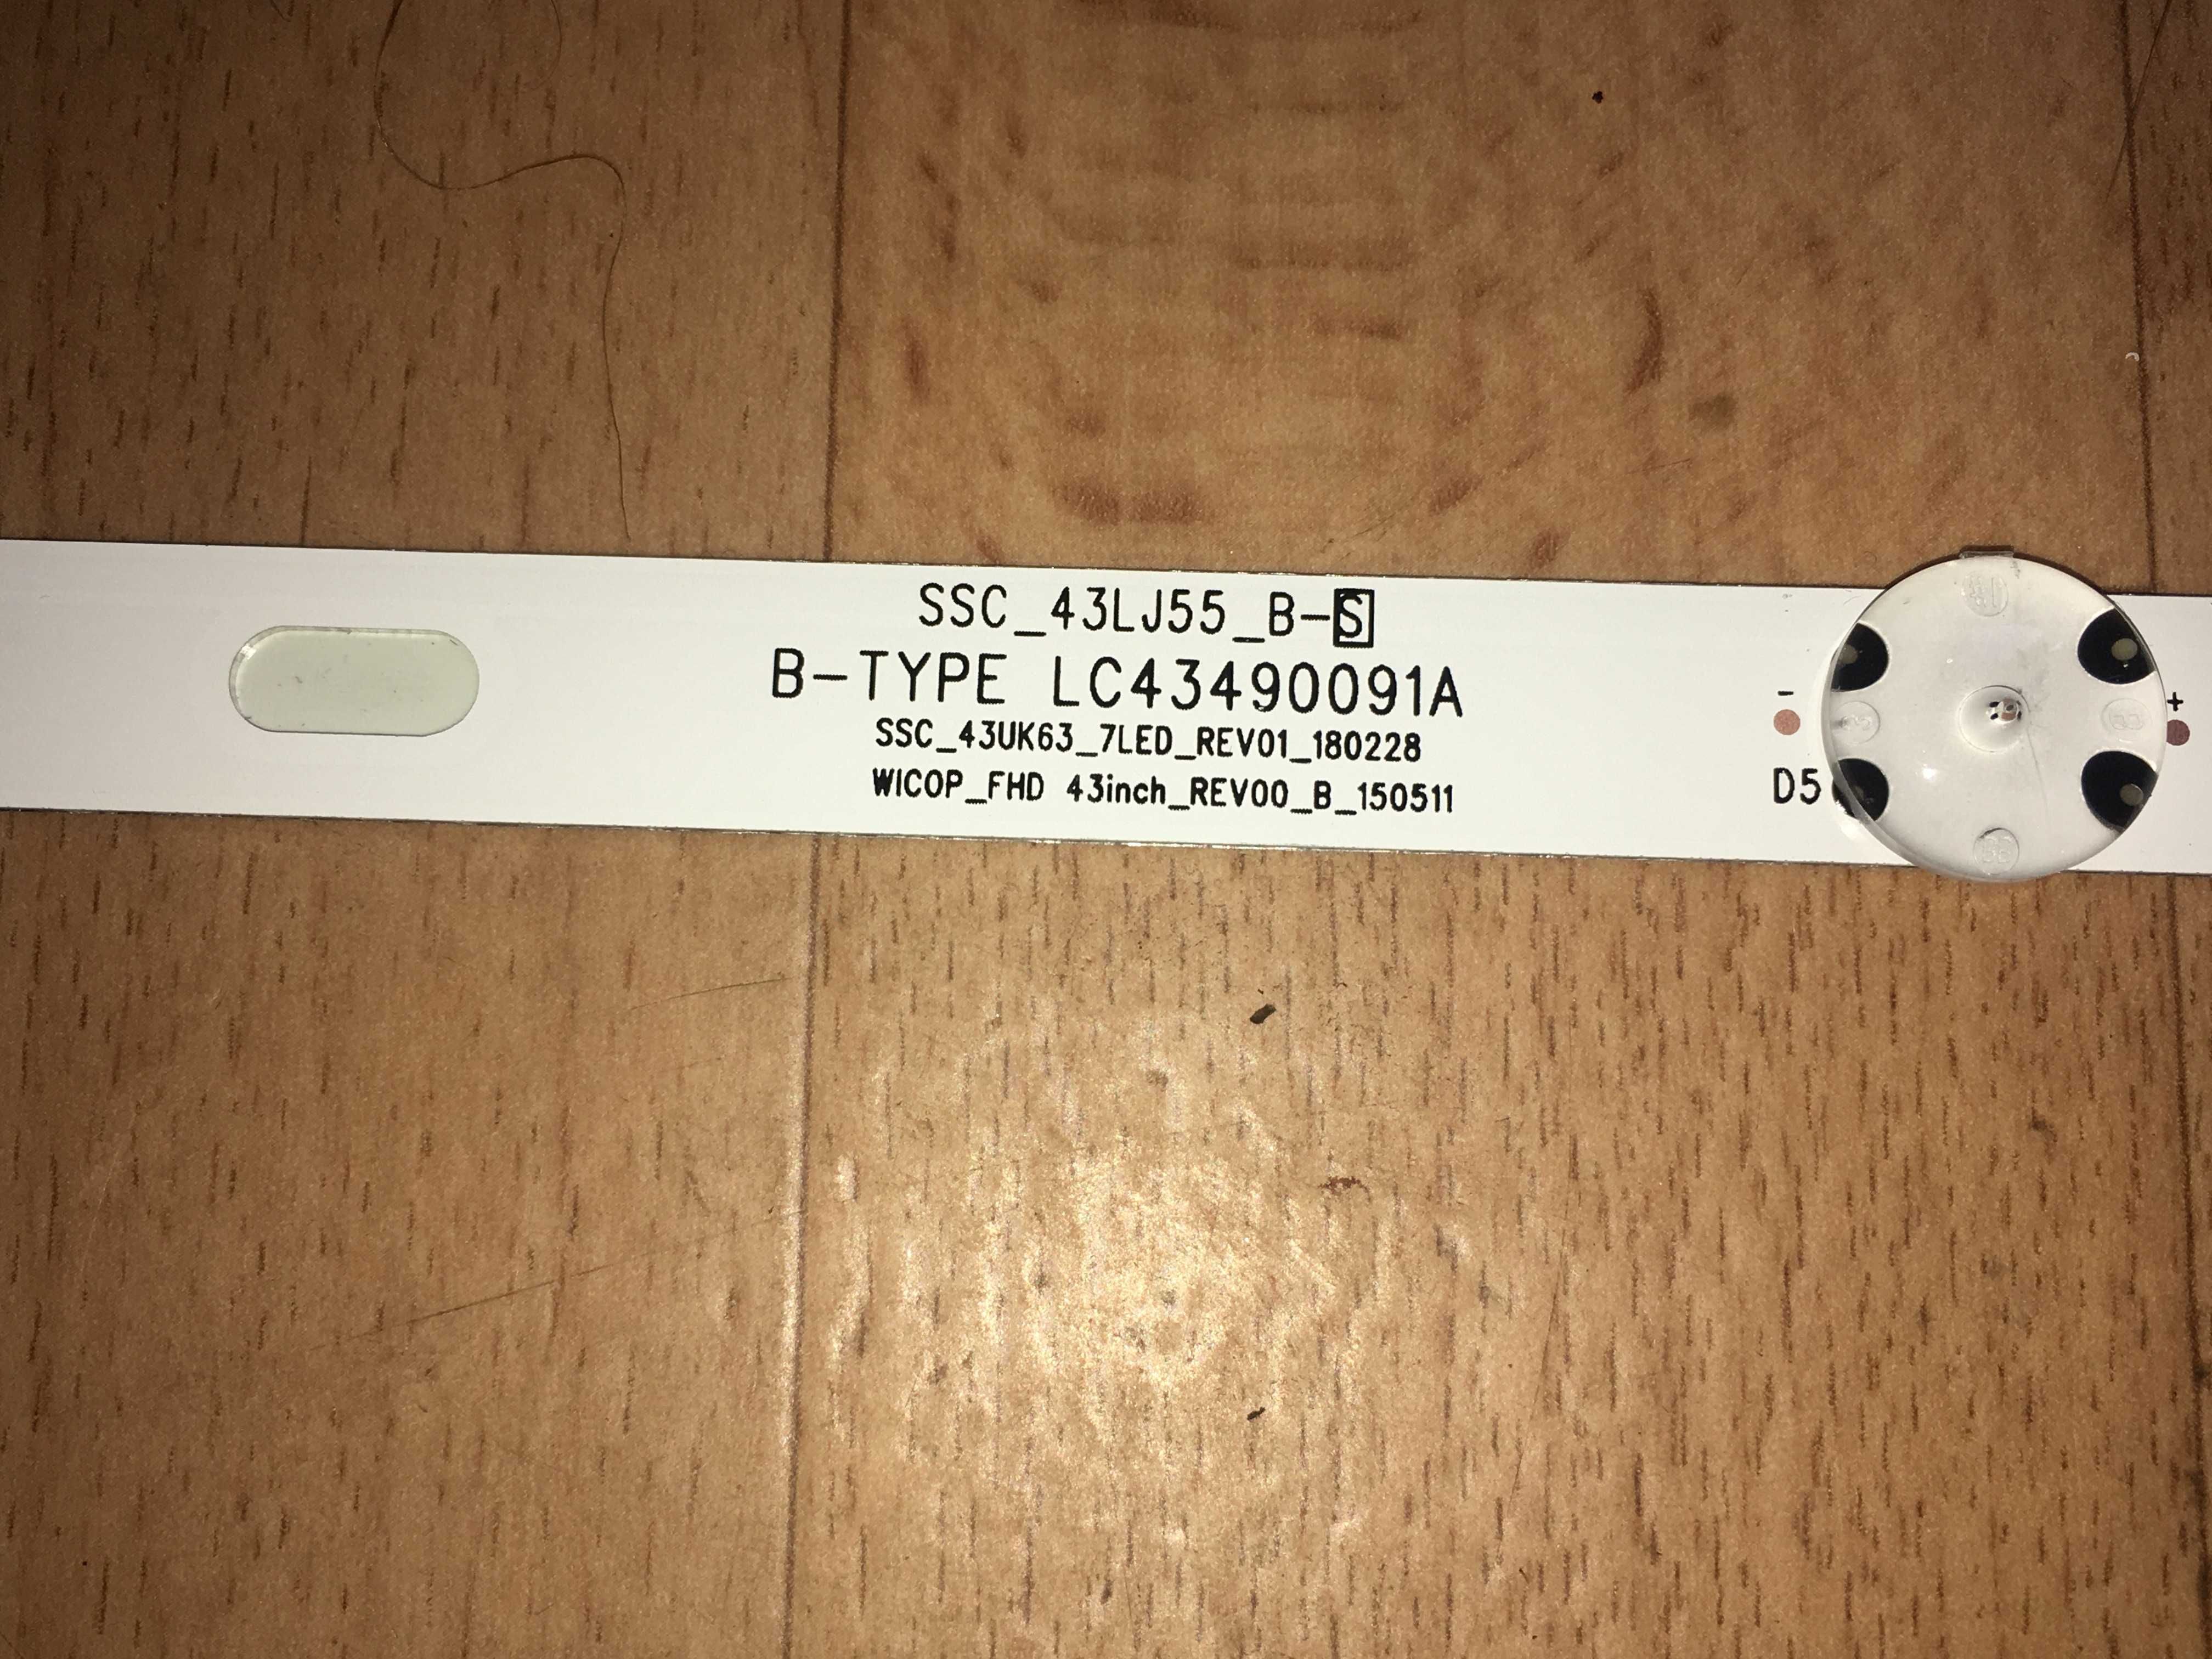 SSC_43LJ55_B-S
B-TYPE LC43490091A
SSC_43UK63_7LED_REV01_180228
WICOP_FHD 43inch_REV00_B_150511
- +
D5